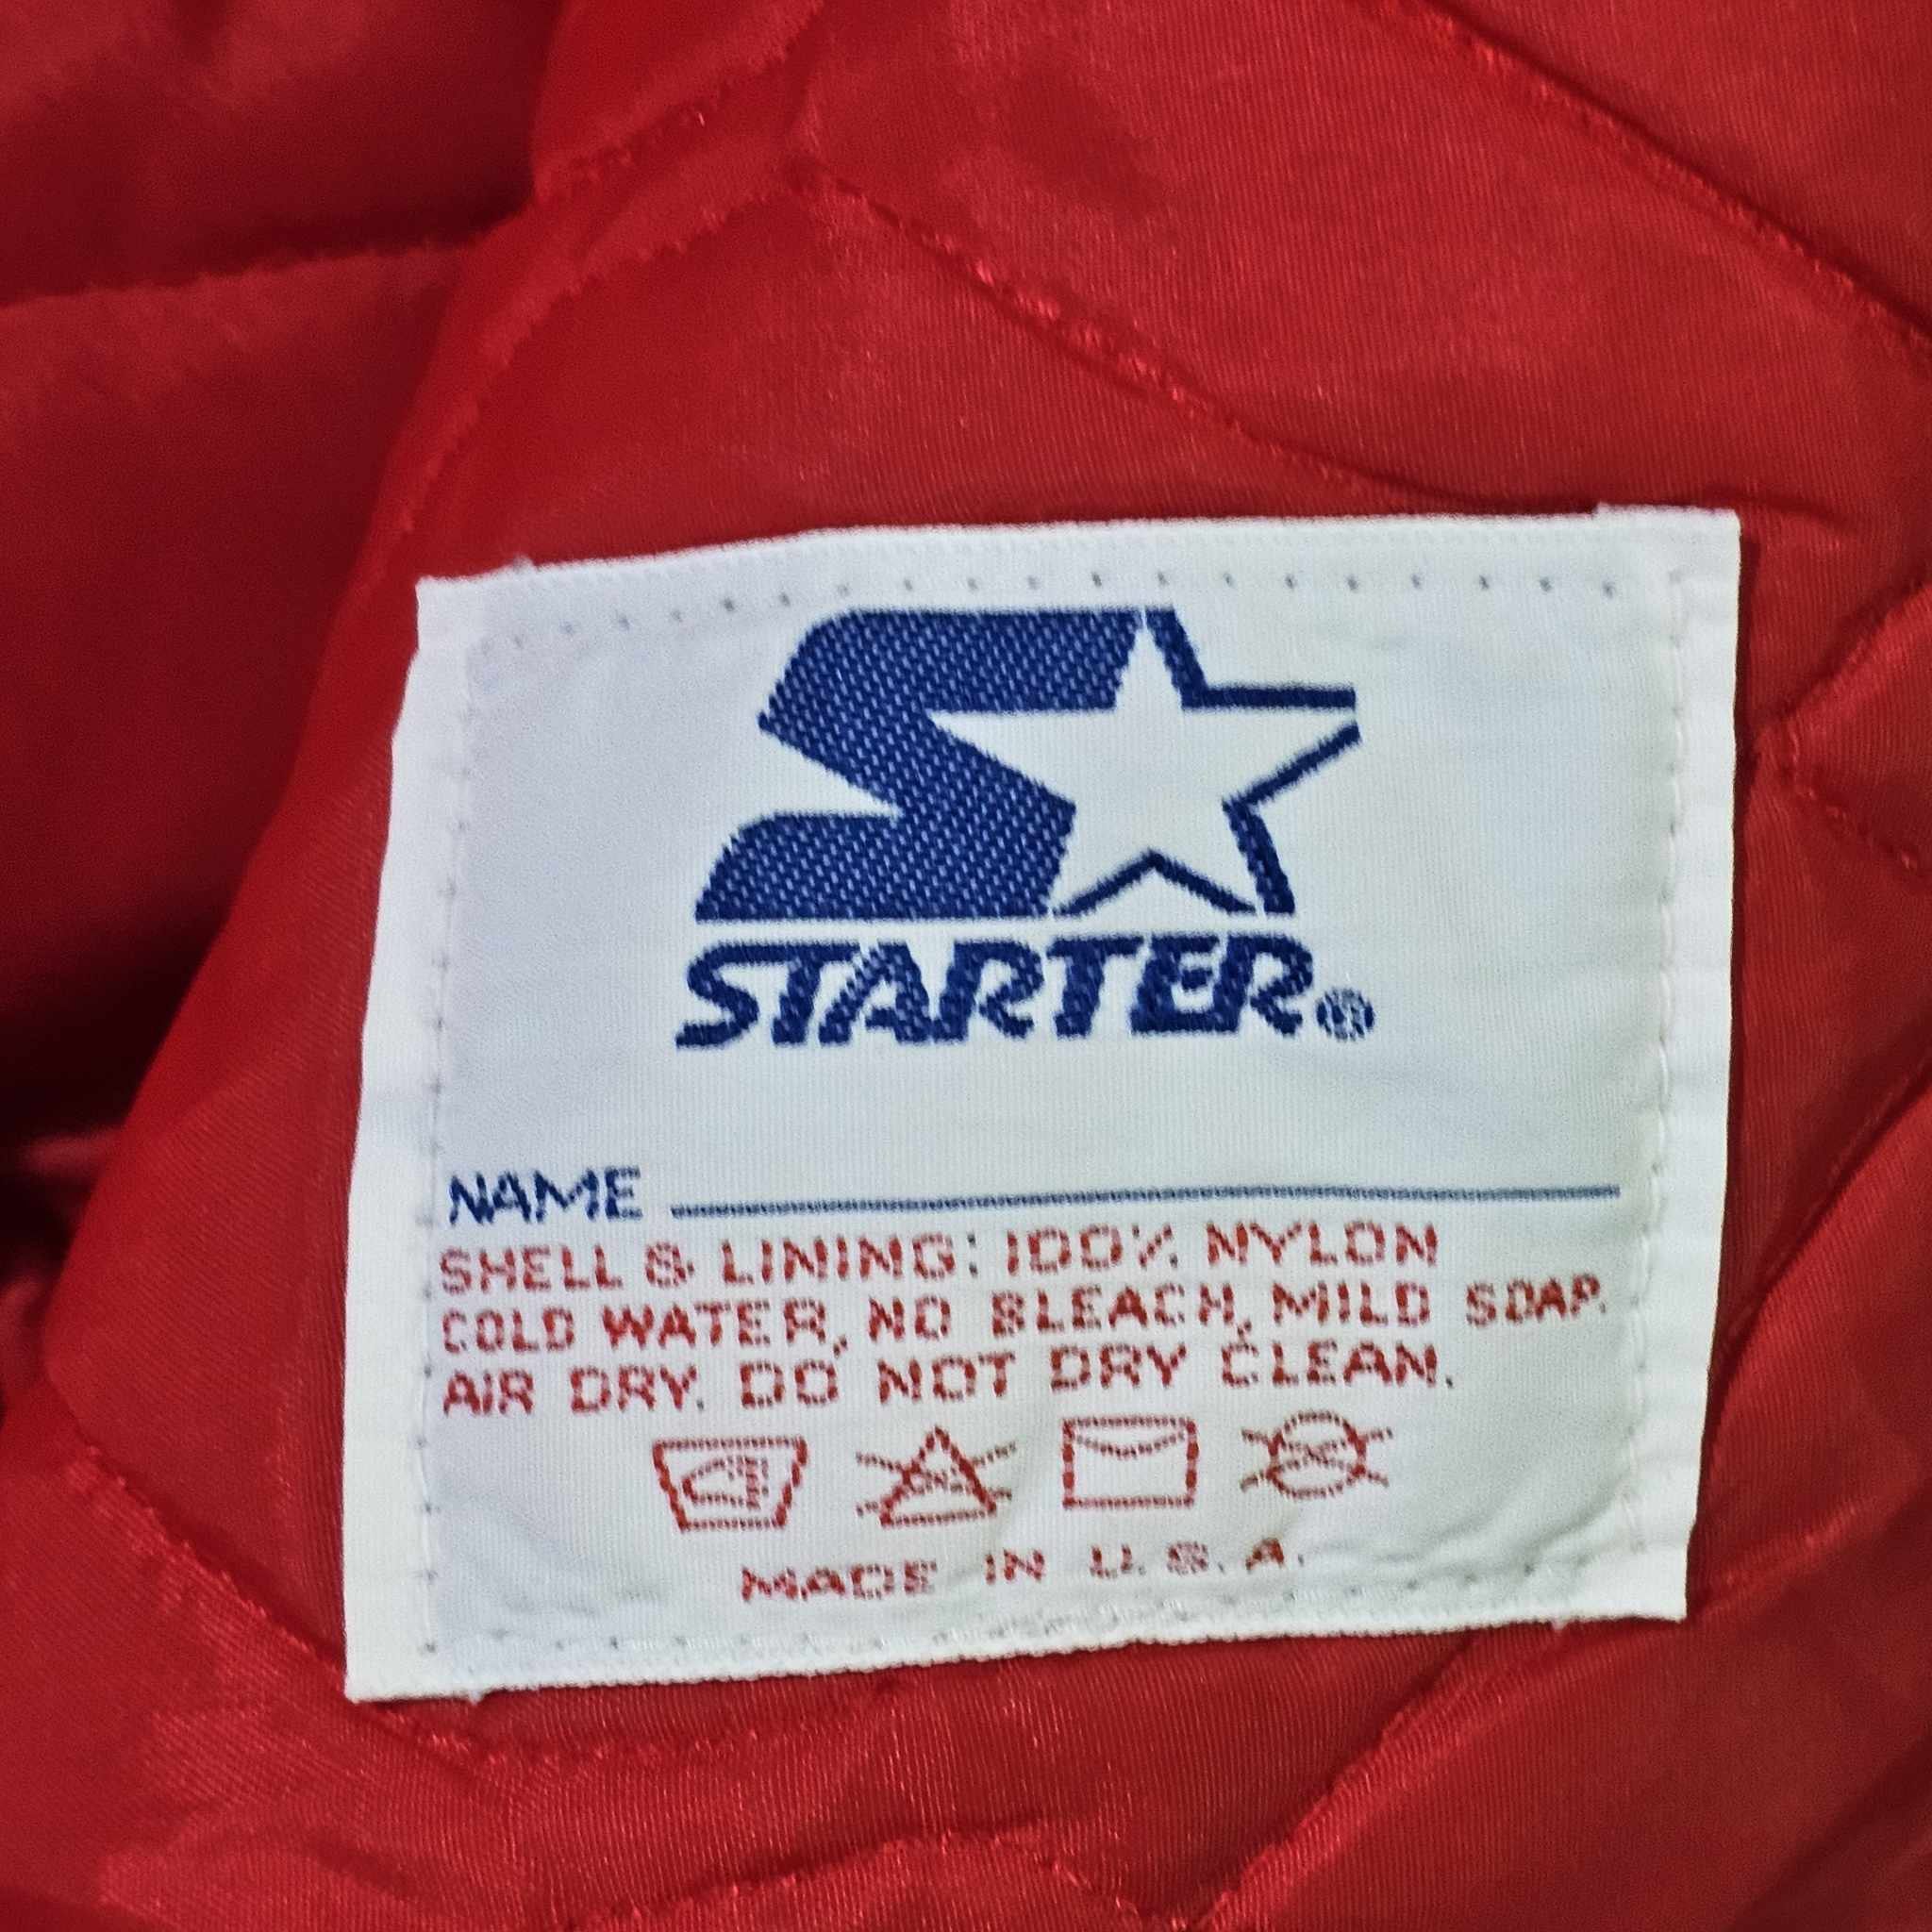 STARTER®
NAME
SHELL & LINING: 100% NYLON
COLD WATER, NO BLEACH, MILD SOAP.
AIR DRY. DO NOT DRY CLEAN.
MADE IN U.S.A.